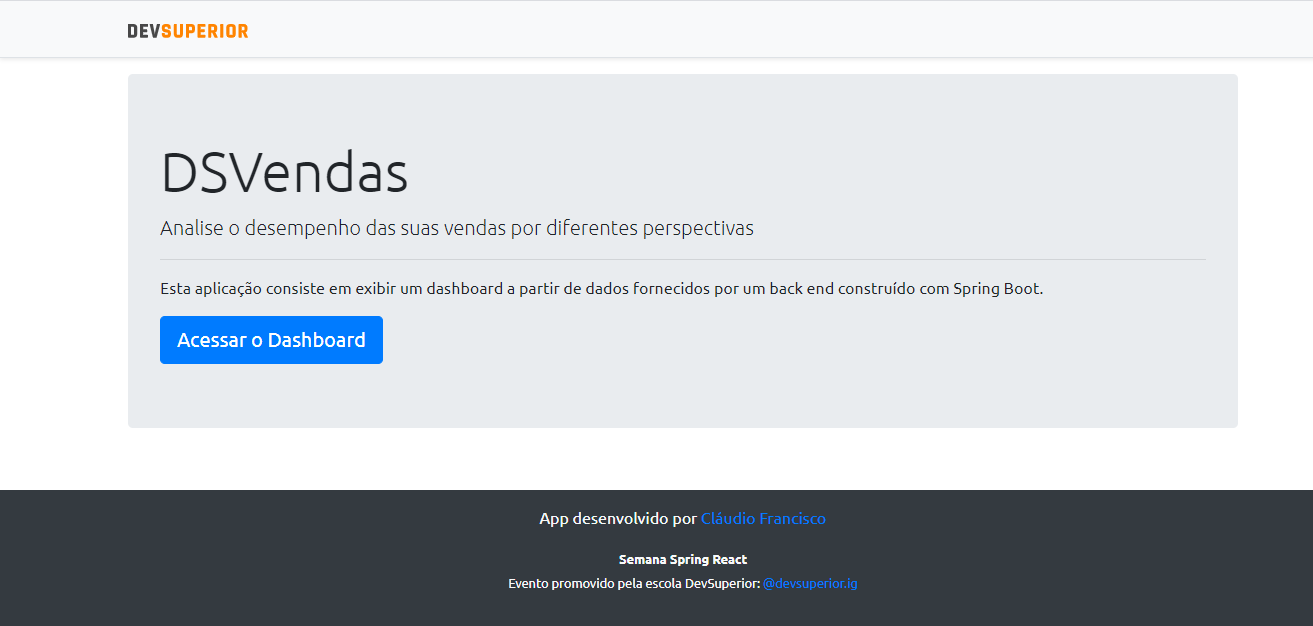 DEVSUPERIOR
DSVendas
Analise o desempenho das suas vendas por diferentes perspectivas
Esta aplicação consiste em exibir um dashboard a partir de dados fornecidos por um back end construído com Spring Boot.
Acessar o Dashboard
App desenvolvido por Cláudio Francisco
Semana Spring React
Evento promovido pela escola DevSuperior: @devsuperior.ig